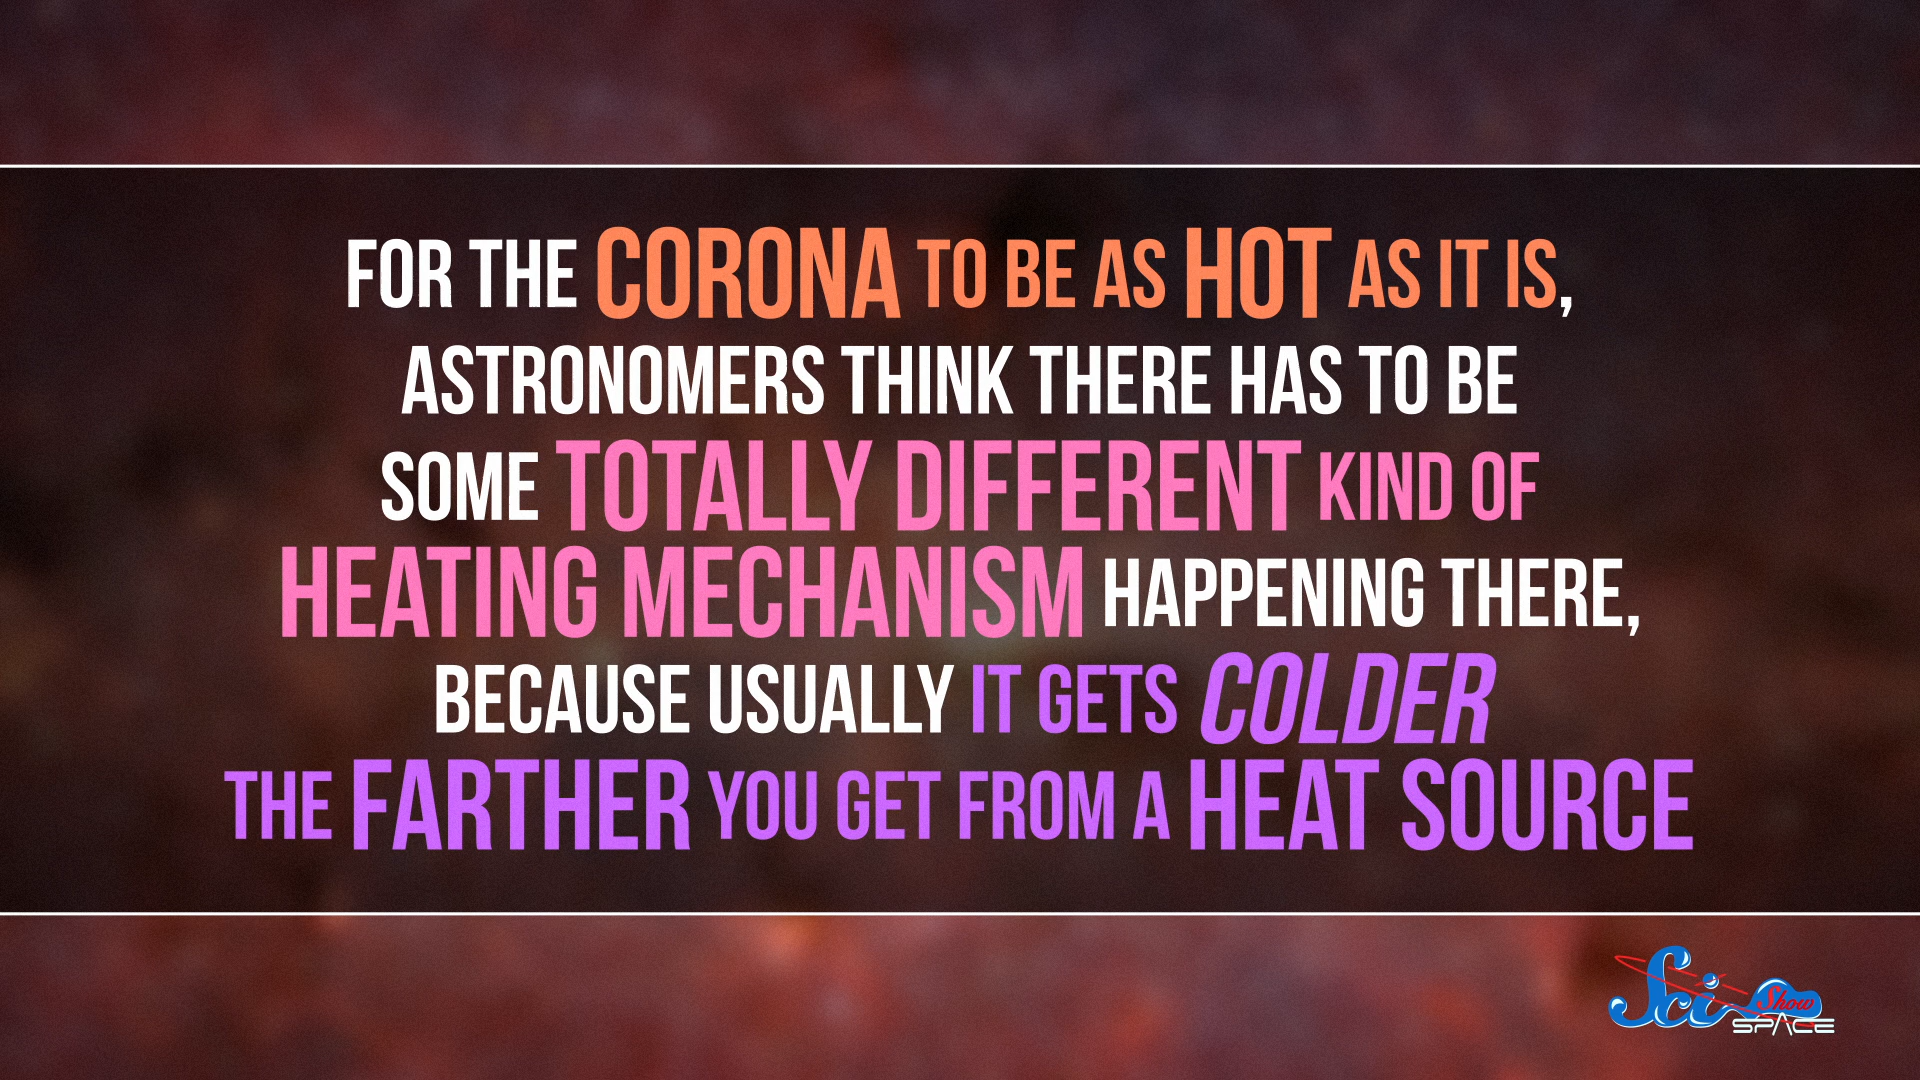 FOR THE CORONA TO BE AS HOT AS IT IS,
ASTRONOMERS THINK THERE HAS TO BE
SOME TOTALLY DIFFERENT KIND OF
HEATING MECHANISM HAPPENING THERE,
BECAUSE USUALLY IT GETS COLDER
THE FARTHER YOU GET FROM A HEAT SOURCE
Sci Show
SPACE